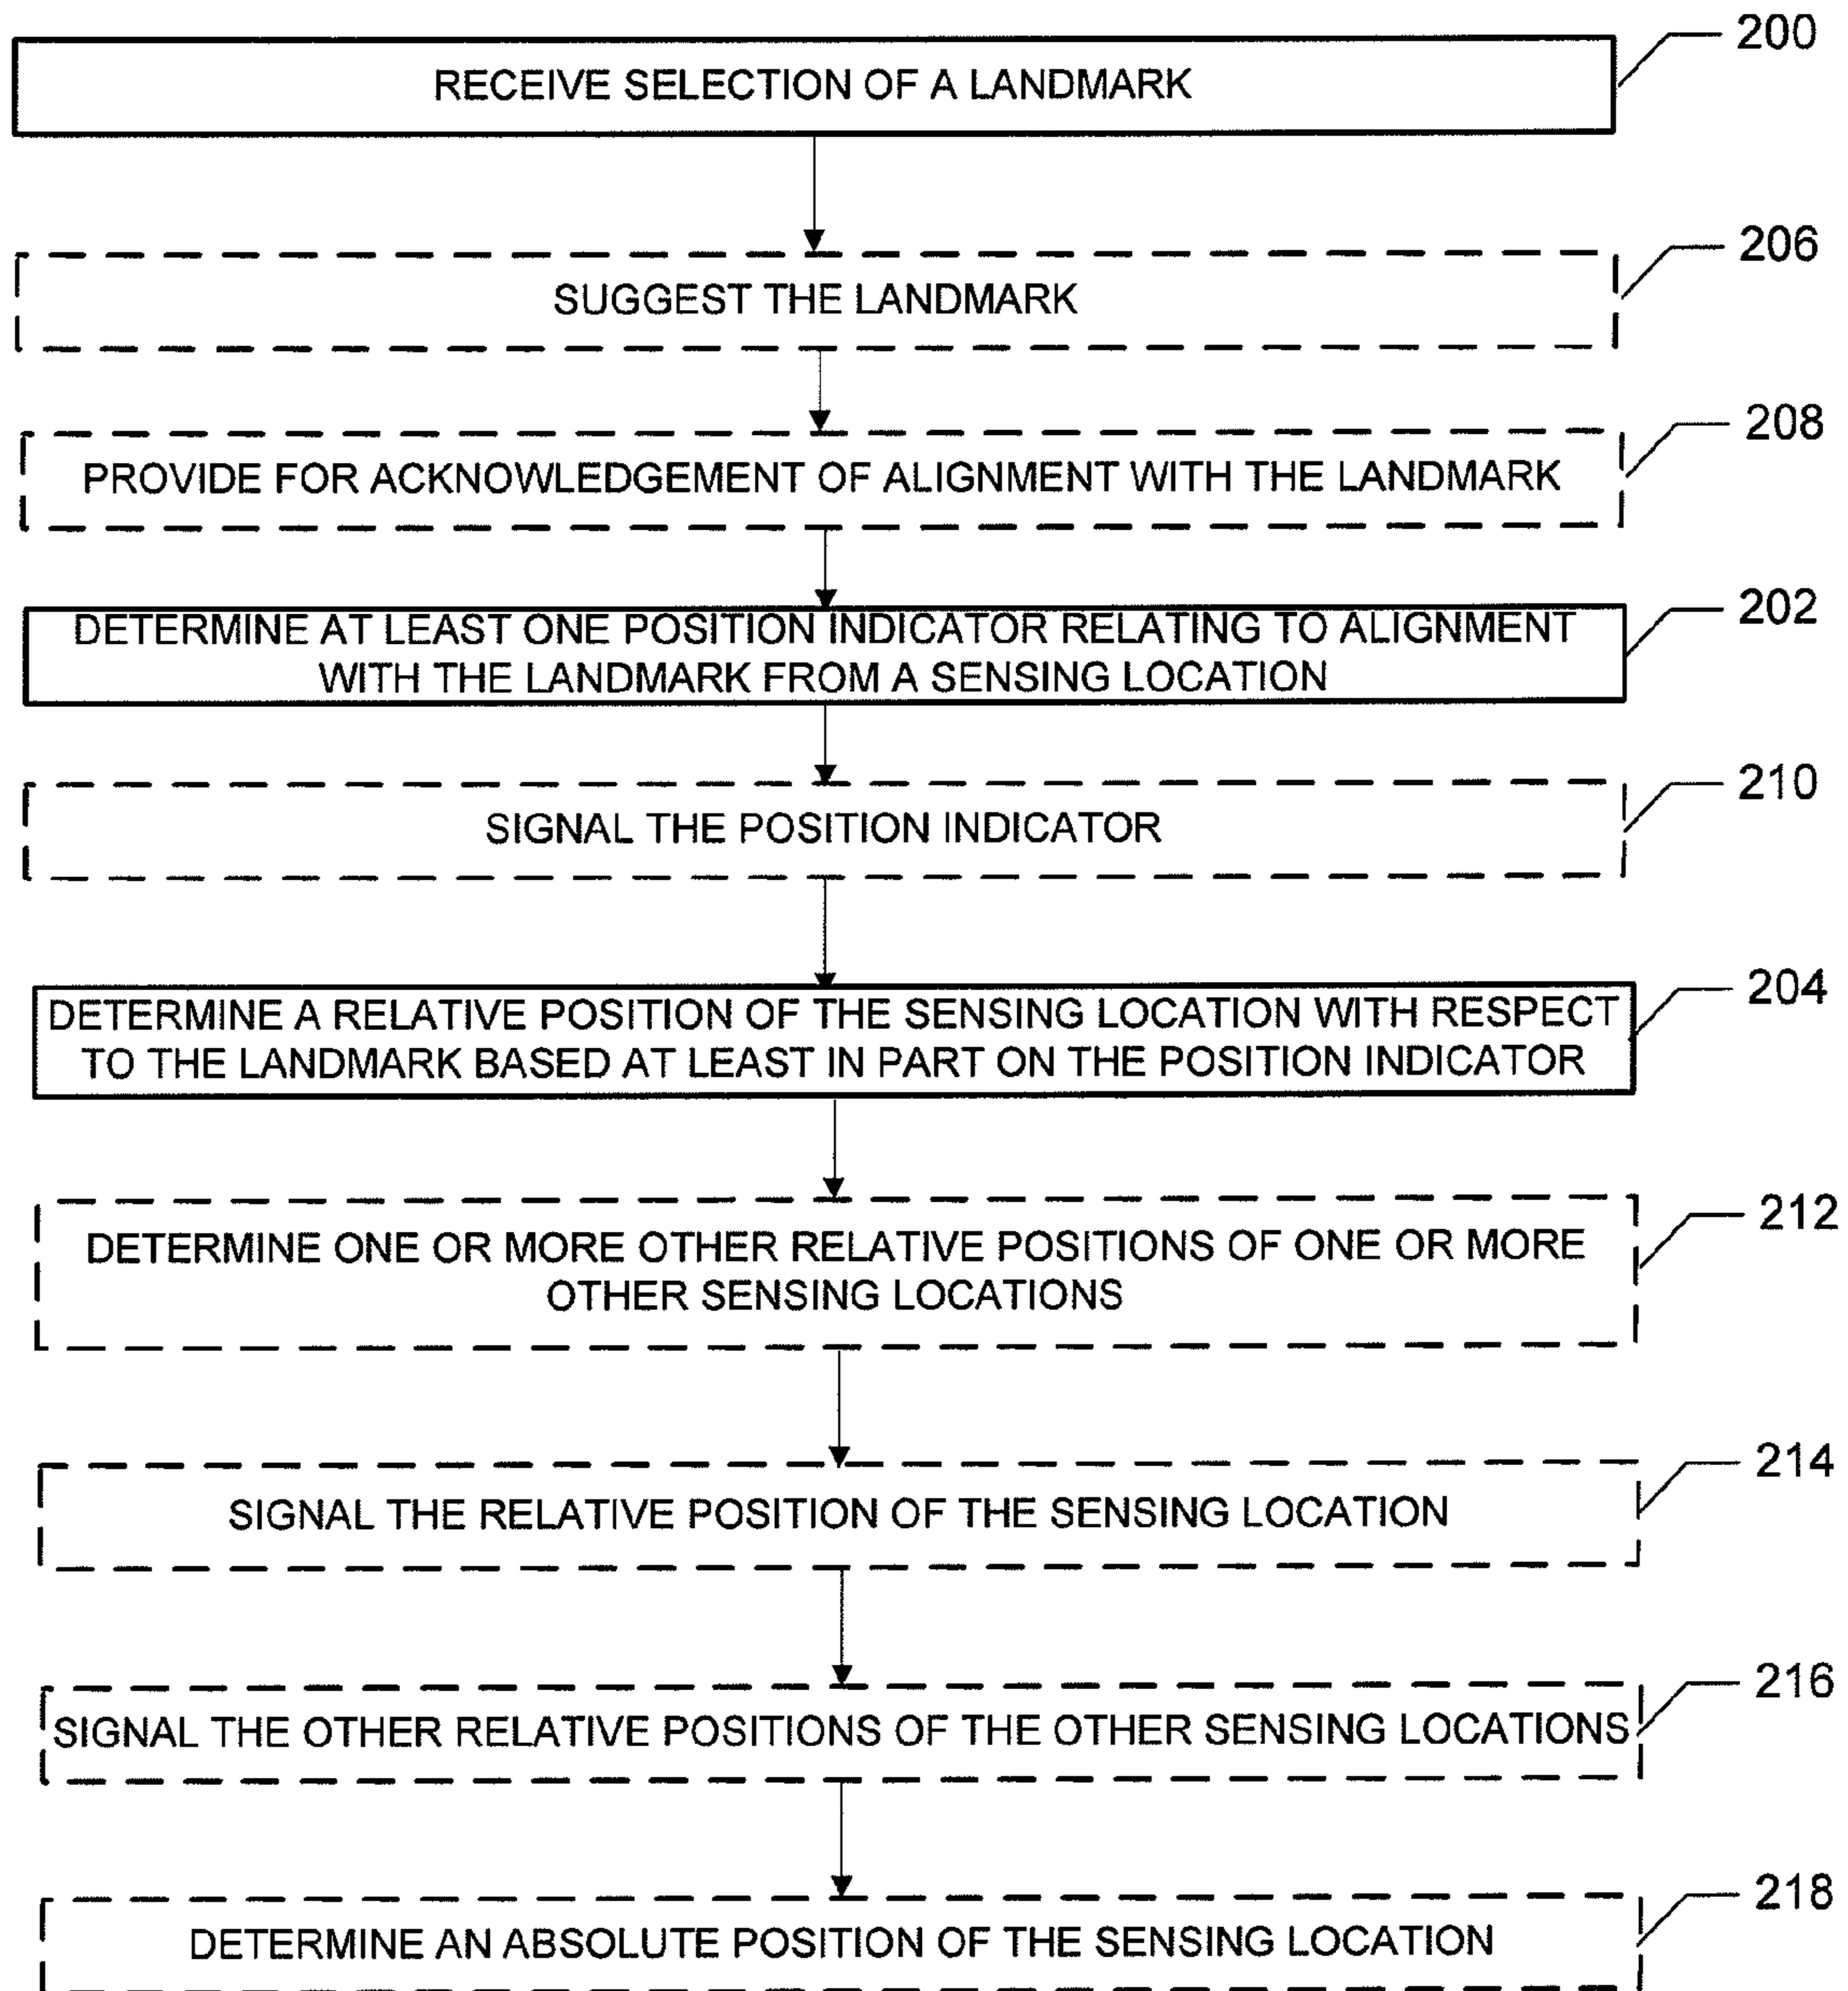 200
RECEIVE SELECTION OF A LANDMARK
206
SUGGEST THE LANDMARK
208
PROVIDE FOR ACKNOWLEDGEMENT OF ALIGNMENT WITH THE LANDMARK
202
DETERMINE AT LEAST ONE POSITION INDICATOR RELATING TO ALIGNMENT
WITH THE LANDMARK FROM A SENSING LOCATION
210
SIGNAL THE POSITION INDICATOR
204
DETERMINE A RELATIVE POSITION OF THE SENSING LOCATION WITH RESPECT
TO THE LANDMARK BASED AT LEAST IN PART ON THE POSITION INDICATOR
212
DETERMINE ONE OR MORE OTHER RELATIVE POSITIONS OF ONE OR MORE
OTHER SENSING LOCATIONS
214
SIGNAL THE RELATIVE POSITION OF THE SENSING LOCATION
216
SIGNAL THE OTHER RELATIVE POSITIONS OF THE OTHER SENSING LOCATIONS
218
DETERMINE AN ABSOLUTE POSITION OF THE SENSING LOCATION